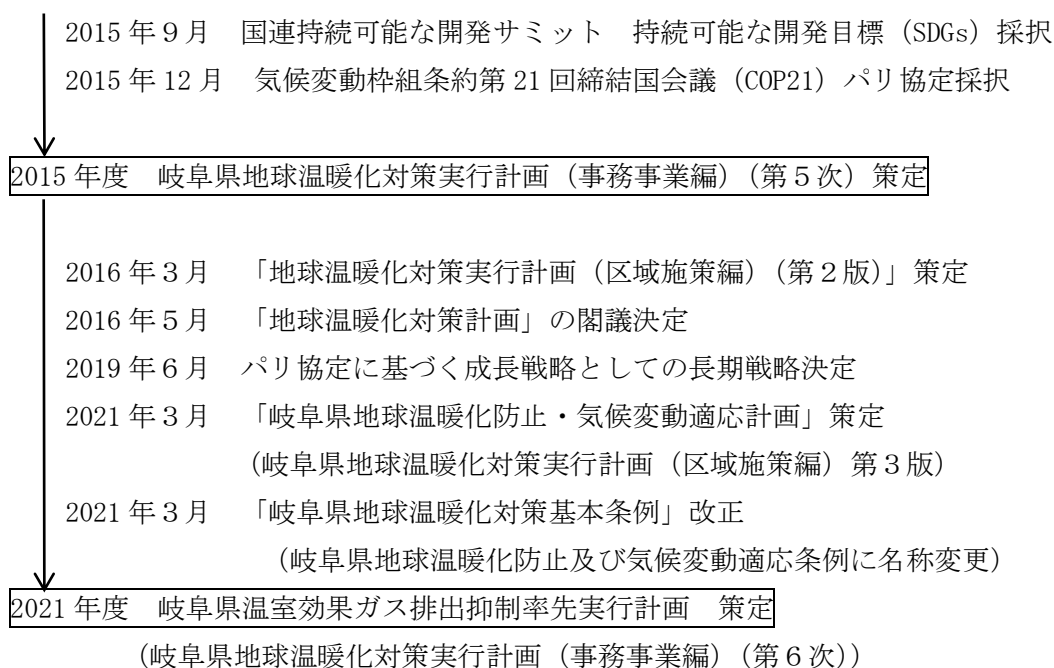 2015年９月　国連持続可能な開発サミット　持続可能な開発目標（SDGs）採択
2015年12月　気候変動枠組条約第21回締結国会議（COP21）パリ協定採択
2015年度　岐阜県地球温暖化対策実行計画（事務事業編）（第５次）策定
2016年３月　「地球温暖化対策実行計画（区域施策編）（第２版）」策定
2016年５月　「地球温暖化対策計画」の閣議決定
2019年６月　パリ協定に基づく成長戦略としての長期戦略決定
2021年３月　「岐阜県地球温暖化防止・気候変動適応計画」策定
（岐阜県地球温暖化対策実行計画（区域施策編）第３版）
2021年３月　「岐阜県地球温暖化対策基本条例」改正
（岐阜県地球温暖化防止及び気候変動適応条例に名称変更）
2021年度　岐阜県温室効果ガス排出抑制率先実行計画　策定
（岐阜県地球温暖化対策実行計画（事務事業編）（第６次））